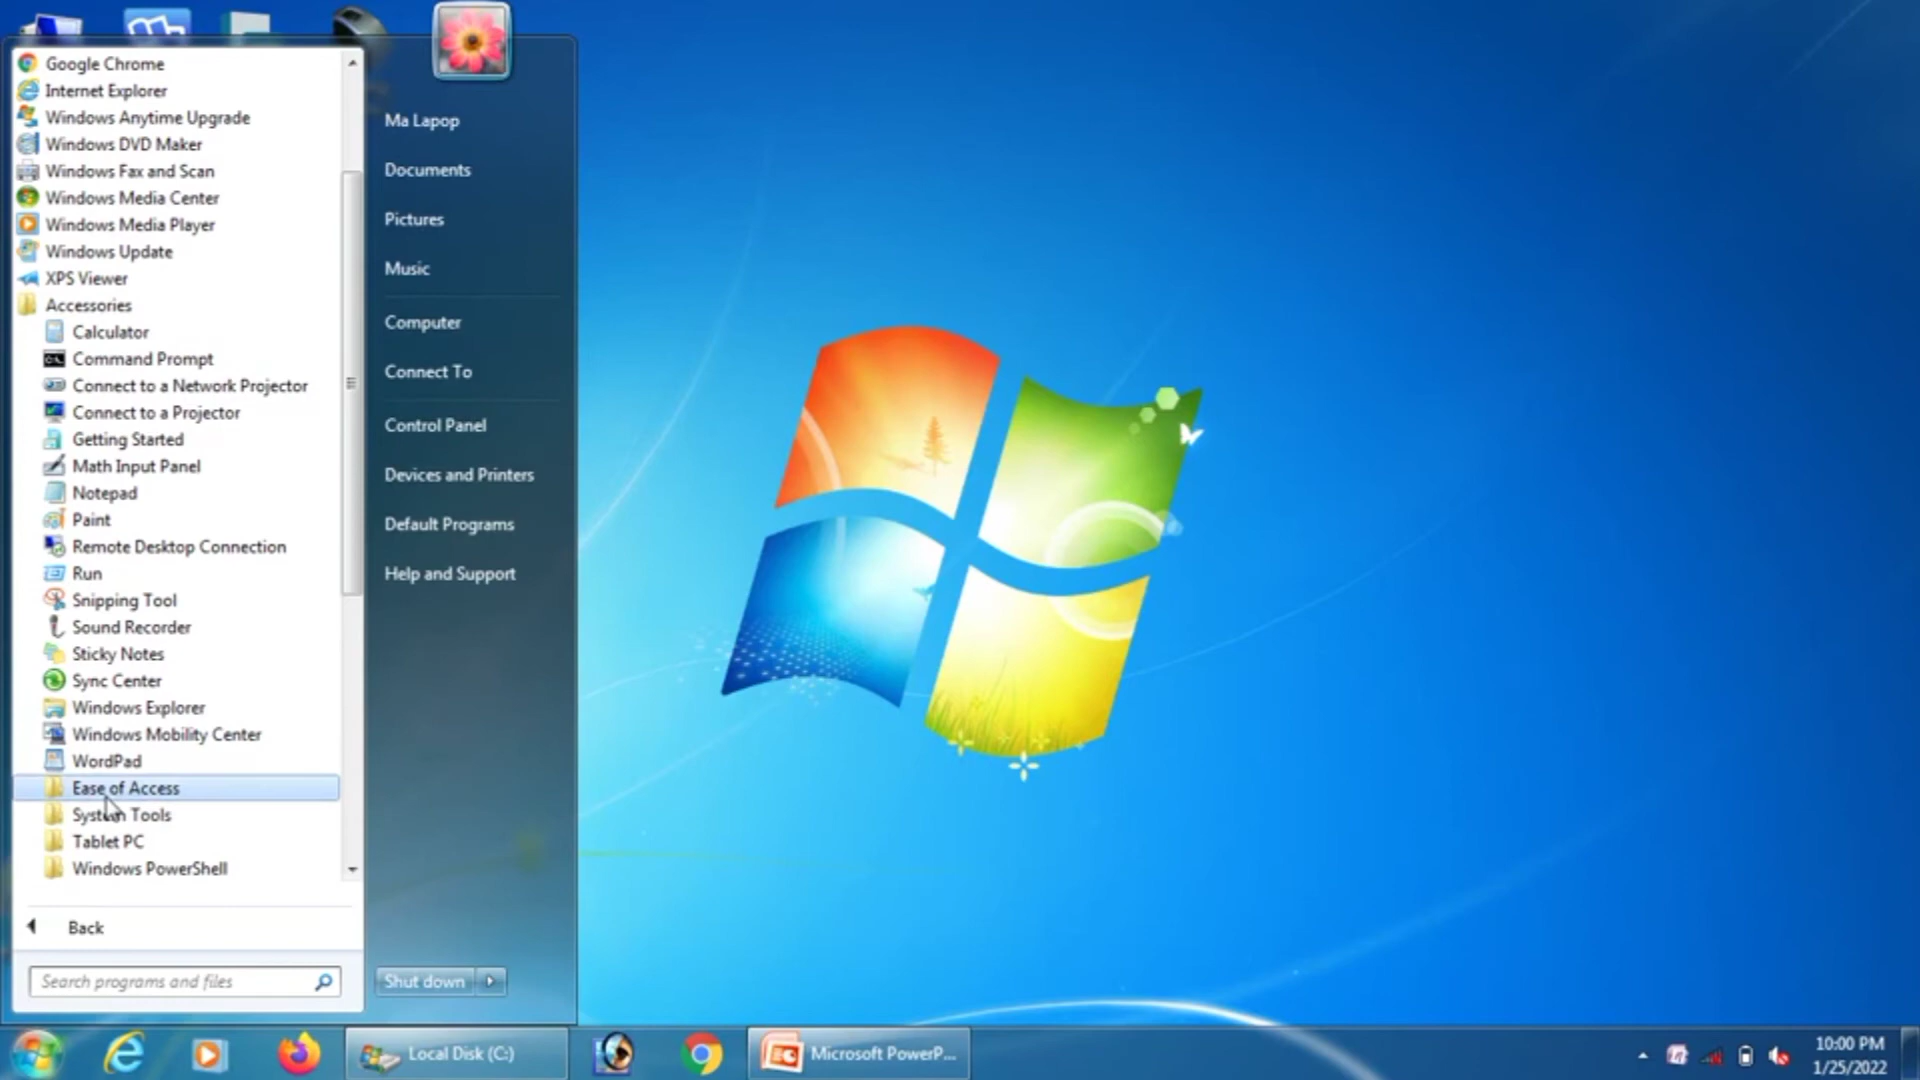 Google Chrome
Internet Explorer
Windows Anytime Upgrade
Windows DVD Maker
Windows Fax and Scan
Windows Media Center
Windows Media Player
Windows Update
XPS Viewer
Accessories
Calculator
Command Prompt
Connect to a Network Projector
Connect to a Projector
Getting Started
Math Input Panel
Notepad
Paint
Remote Desktop Connection
Run
Snipping Tool
Sound Recorder
Sticky Notes
Sync Center
Windows Explorer
Windows Mobility Center
WordPad
Ease of Access
System Tools
Tablet PC
Windows PowerShell
Back
Search programs and files
Ma Lapop
Documents
Pictures
Music
Computer
Connect To
Control Panel
Devices and Printers
Default Programs
Help and Support
Shut down
Local Disk (C:)
Microsoft PowerP...
10:00 PM
1/25/2022